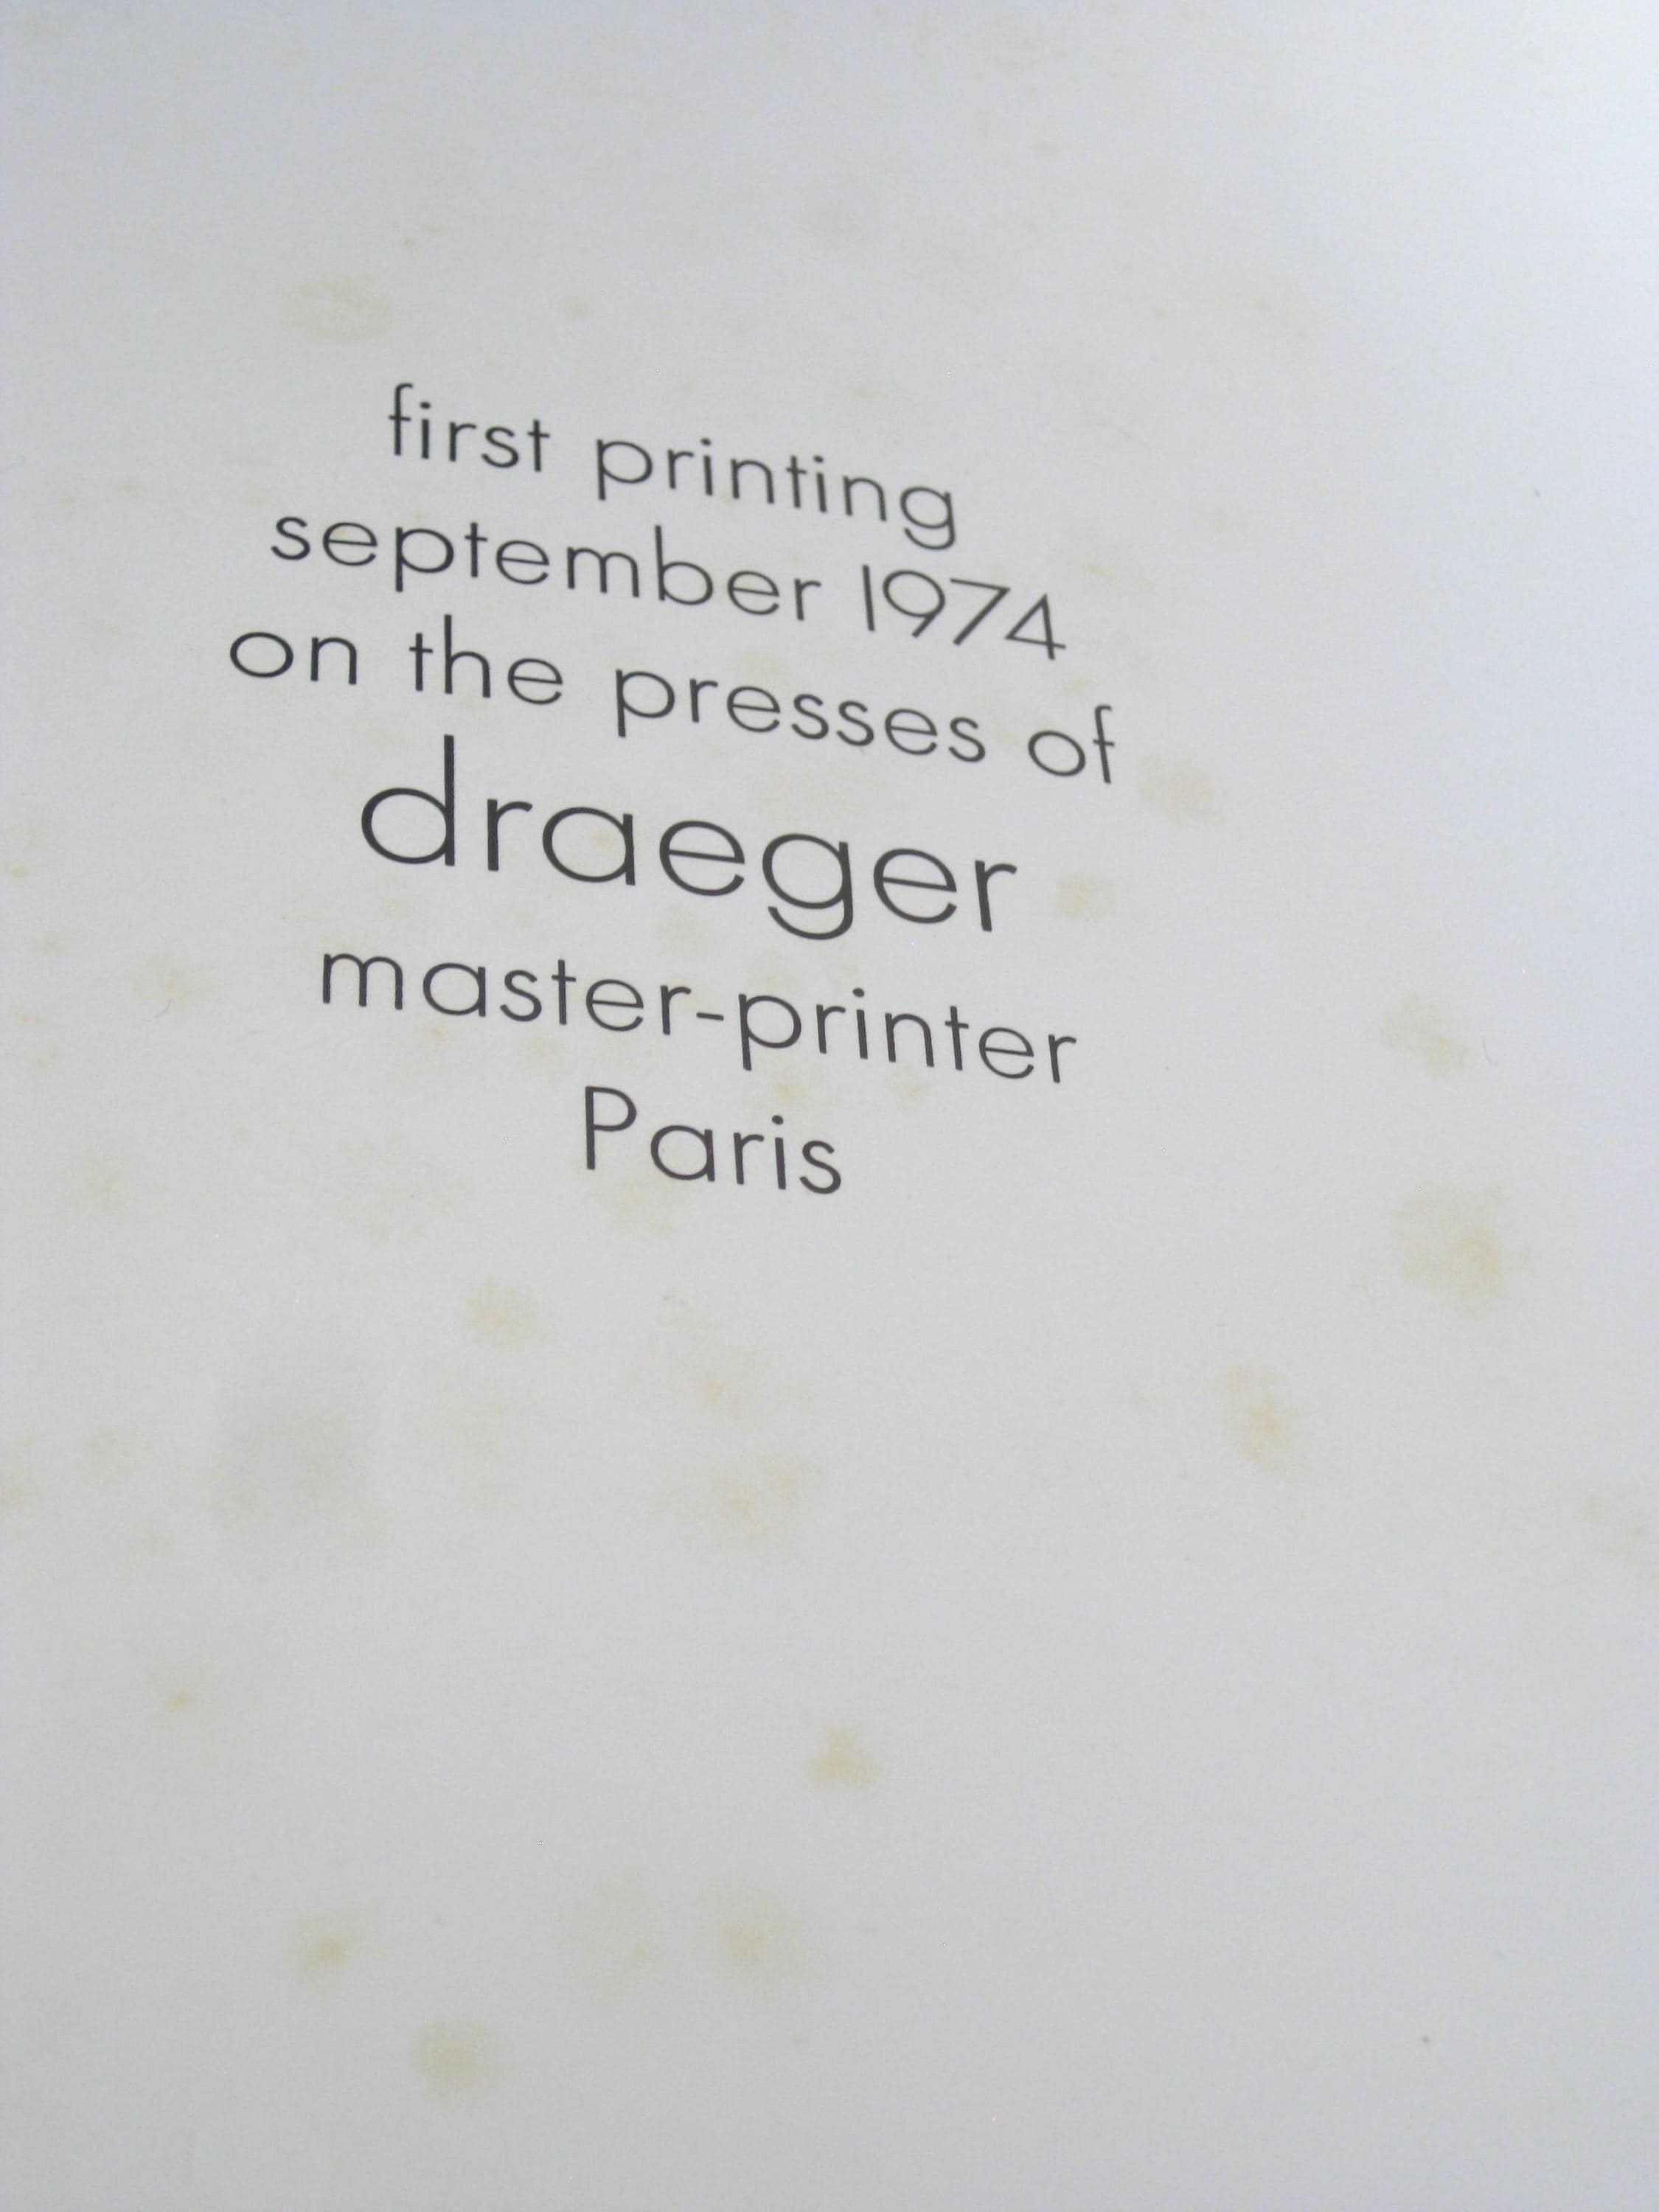 first printing
september 1974
on the presses of
draeger
master-printer
Paris